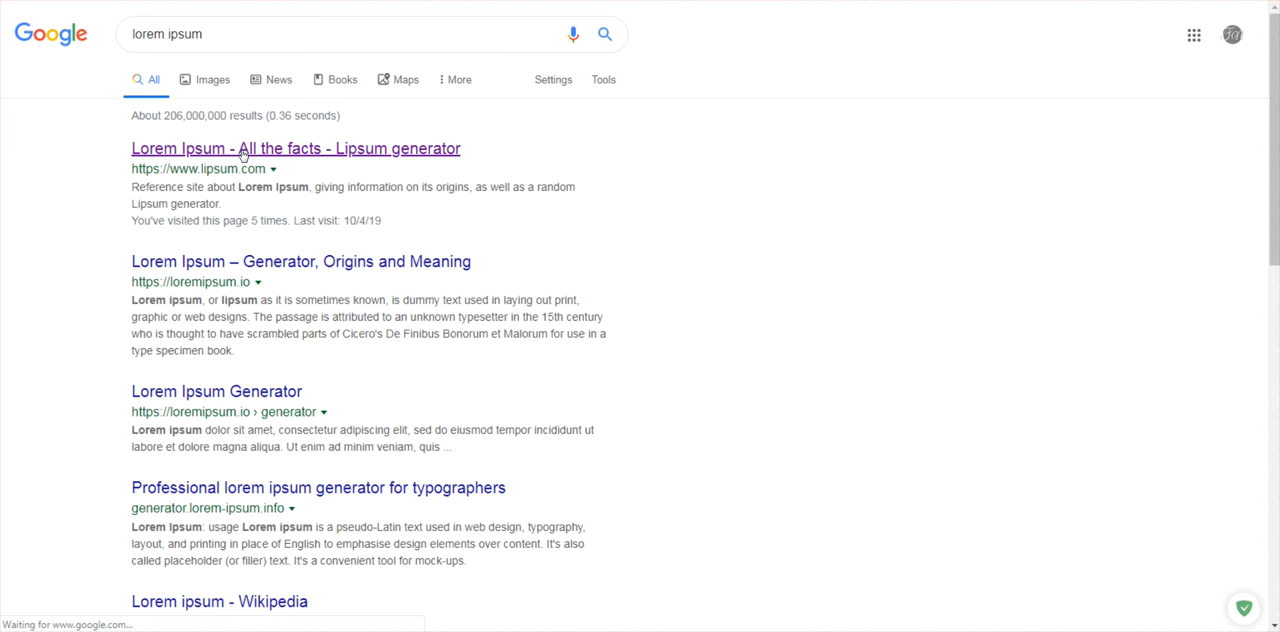 Google
lorem ipsum
All Images News Books Maps More Settings Tools
About 206,000,000 results (0.36 seconds)
Lorem Ipsum - All the facts - Lipsum generator
https://www.lipsum.com
Reference site about Lorem Ipsum, giving information on its origins, as well as a random
Lipsum generator.
You've visited this page 5 times. Last visit: 10/4/19
Lorem Ipsum – Generator, Origins and Meaning
https://loremipsum.io
Lorem ipsum, or lipsum as it is sometimes known, is dummy text used in laying out print,
graphic or web designs. The passage is attributed to an unknown typesetter in the 15th century
who is thought to have scrambled parts of Cicero's De Finibus Bonorum et Malorum for use in a
type specimen book.
Lorem Ipsum Generator
https://loremipsum.io › generator
Lorem ipsum dolor sit amet, consectetur adipiscing elit, sed do eiusmod tempor incididunt ut
labore et dolore magna aliqua. Ut enim ad minim veniam, quis ...
Professional lorem ipsum generator for typographers
generator.lorem-ipsum.info
Lorem Ipsum: usage Lorem ipsum is a pseudo-Latin text used in web design, typography,
layout, and printing in place of English to emphasise design elements over content. It's also
called placeholder (or filler) text. It's a convenient tool for mock-ups.
Lorem ipsum - Wikipedia
Waiting for www.google.com...